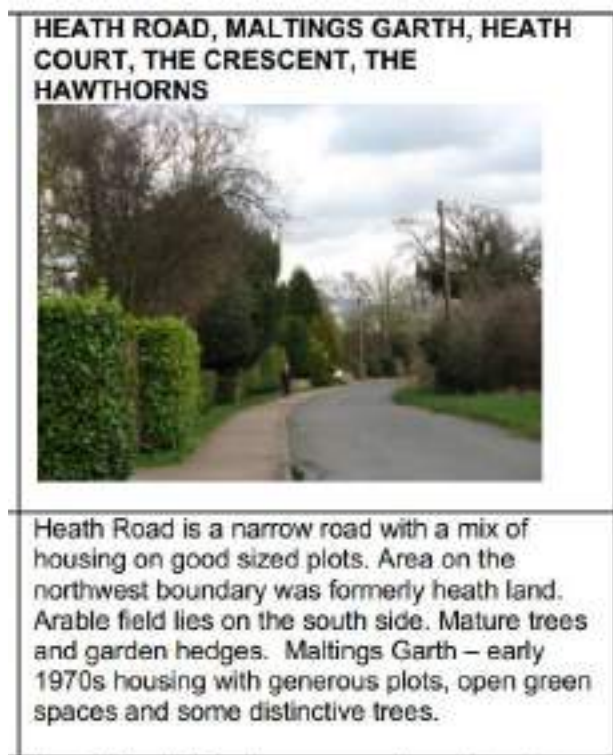 HEATH ROAD, MALTINGS GARTH, HEATH
COURT, THE CRESCENT, THE
HAWTHORNS
Heath Road is a narrow road with a mix of
housing on good sized plots. Area on the
northwest boundary was formerly heath land.
Arable field lies on the south side. Mature trees
and garden hedges.  Maltings Garth – early
1970s housing with generous plots, open green
spaces and some distinctive trees.